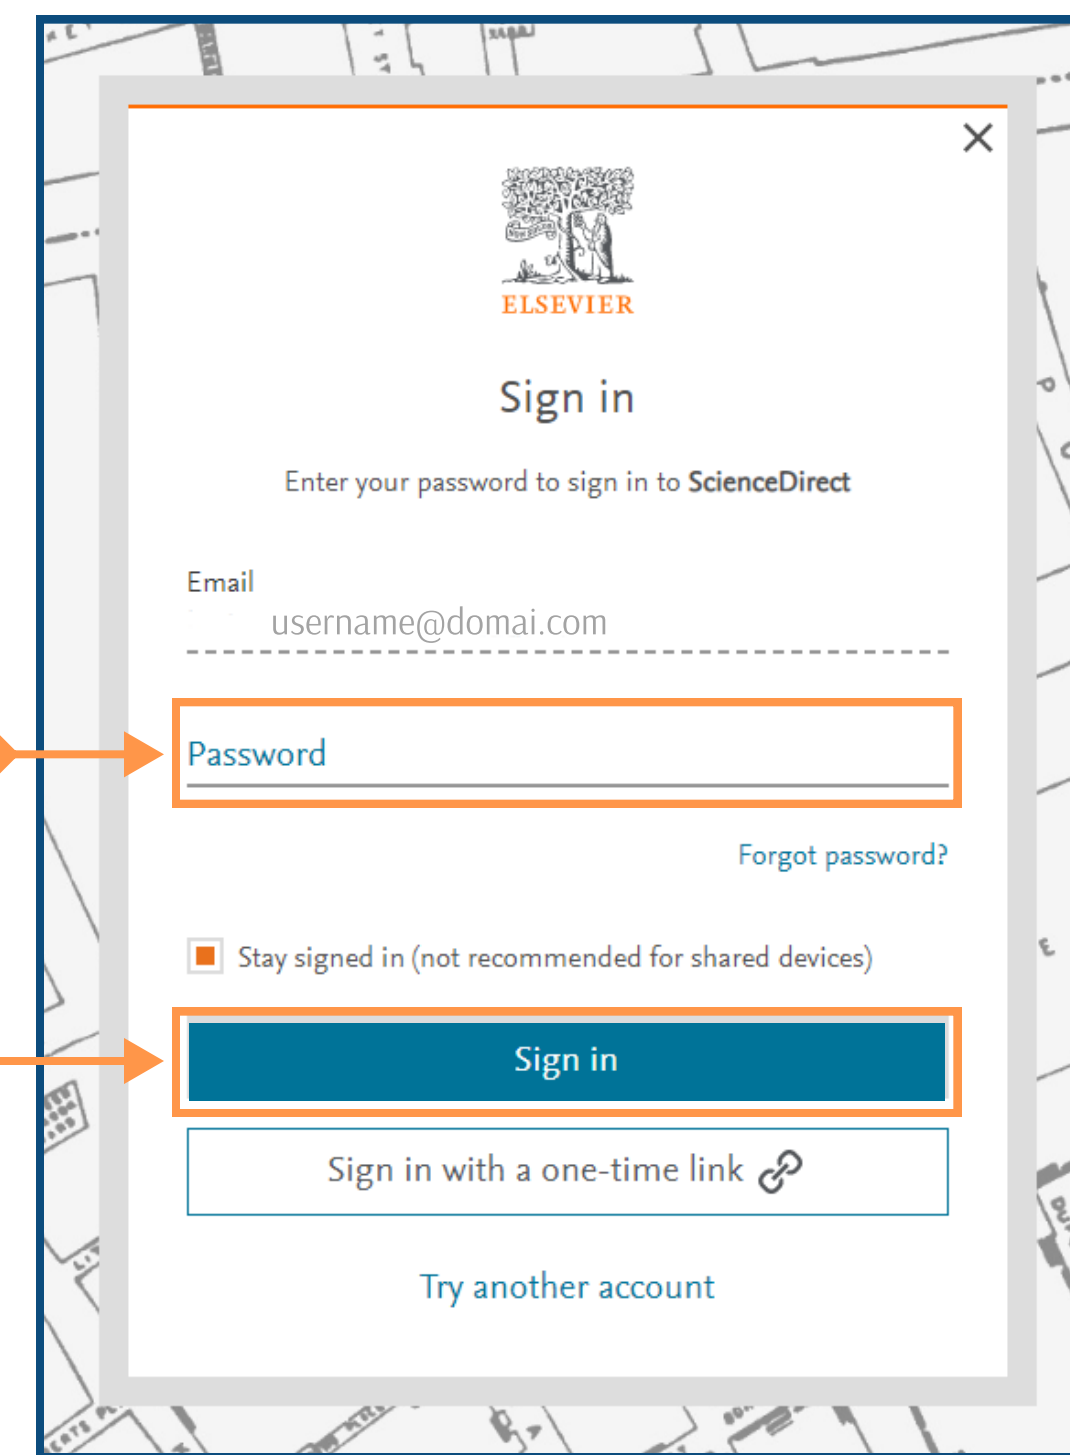 ELSEVIER
Sign in
Enter your password to sign in to ScienceDirect
Email
username@domai.com
Password
Forgot password?
Stay signed in (not recommended for shared devices)
Sign in
Sign in with a one-time link
Try another account